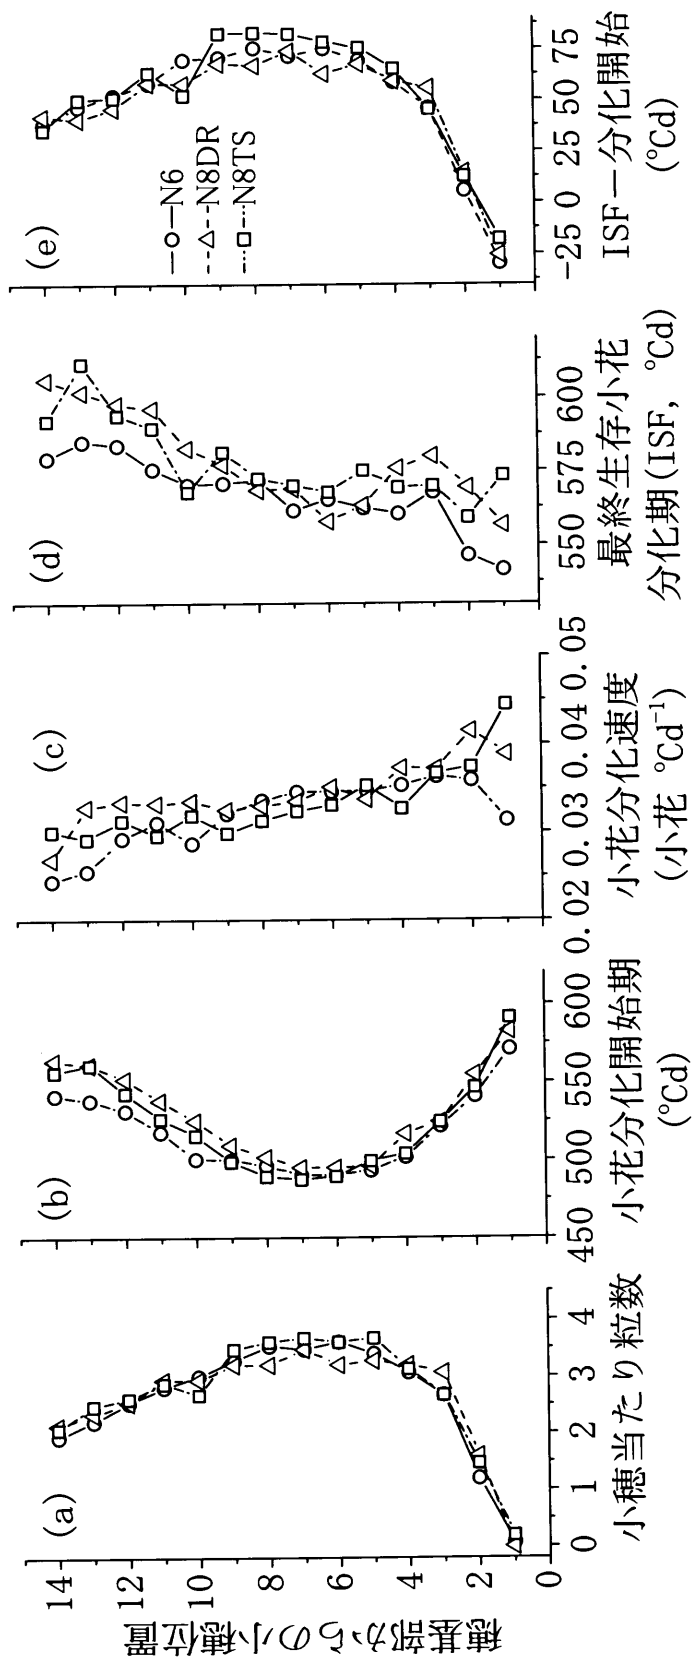 (a)
(b)
(c)
(d)
(e)
—○—N6
--△--N8DR
-·□·-N8TS
穂基部からの小穂位置
14
12
10
8
6
4
2
0
0 1 2 3 4
小穂当たり粒数
450 500 550 600
小花分化開始期
(°Cd)
0.02 0.03 0.04 0.05
小花分化速度
(小花 °Cd⁻¹)
550 575 600
最終生存小花
分化期(ISF, °Cd)
-25 0 25 50 75
ISF－分化開始
(°Cd)